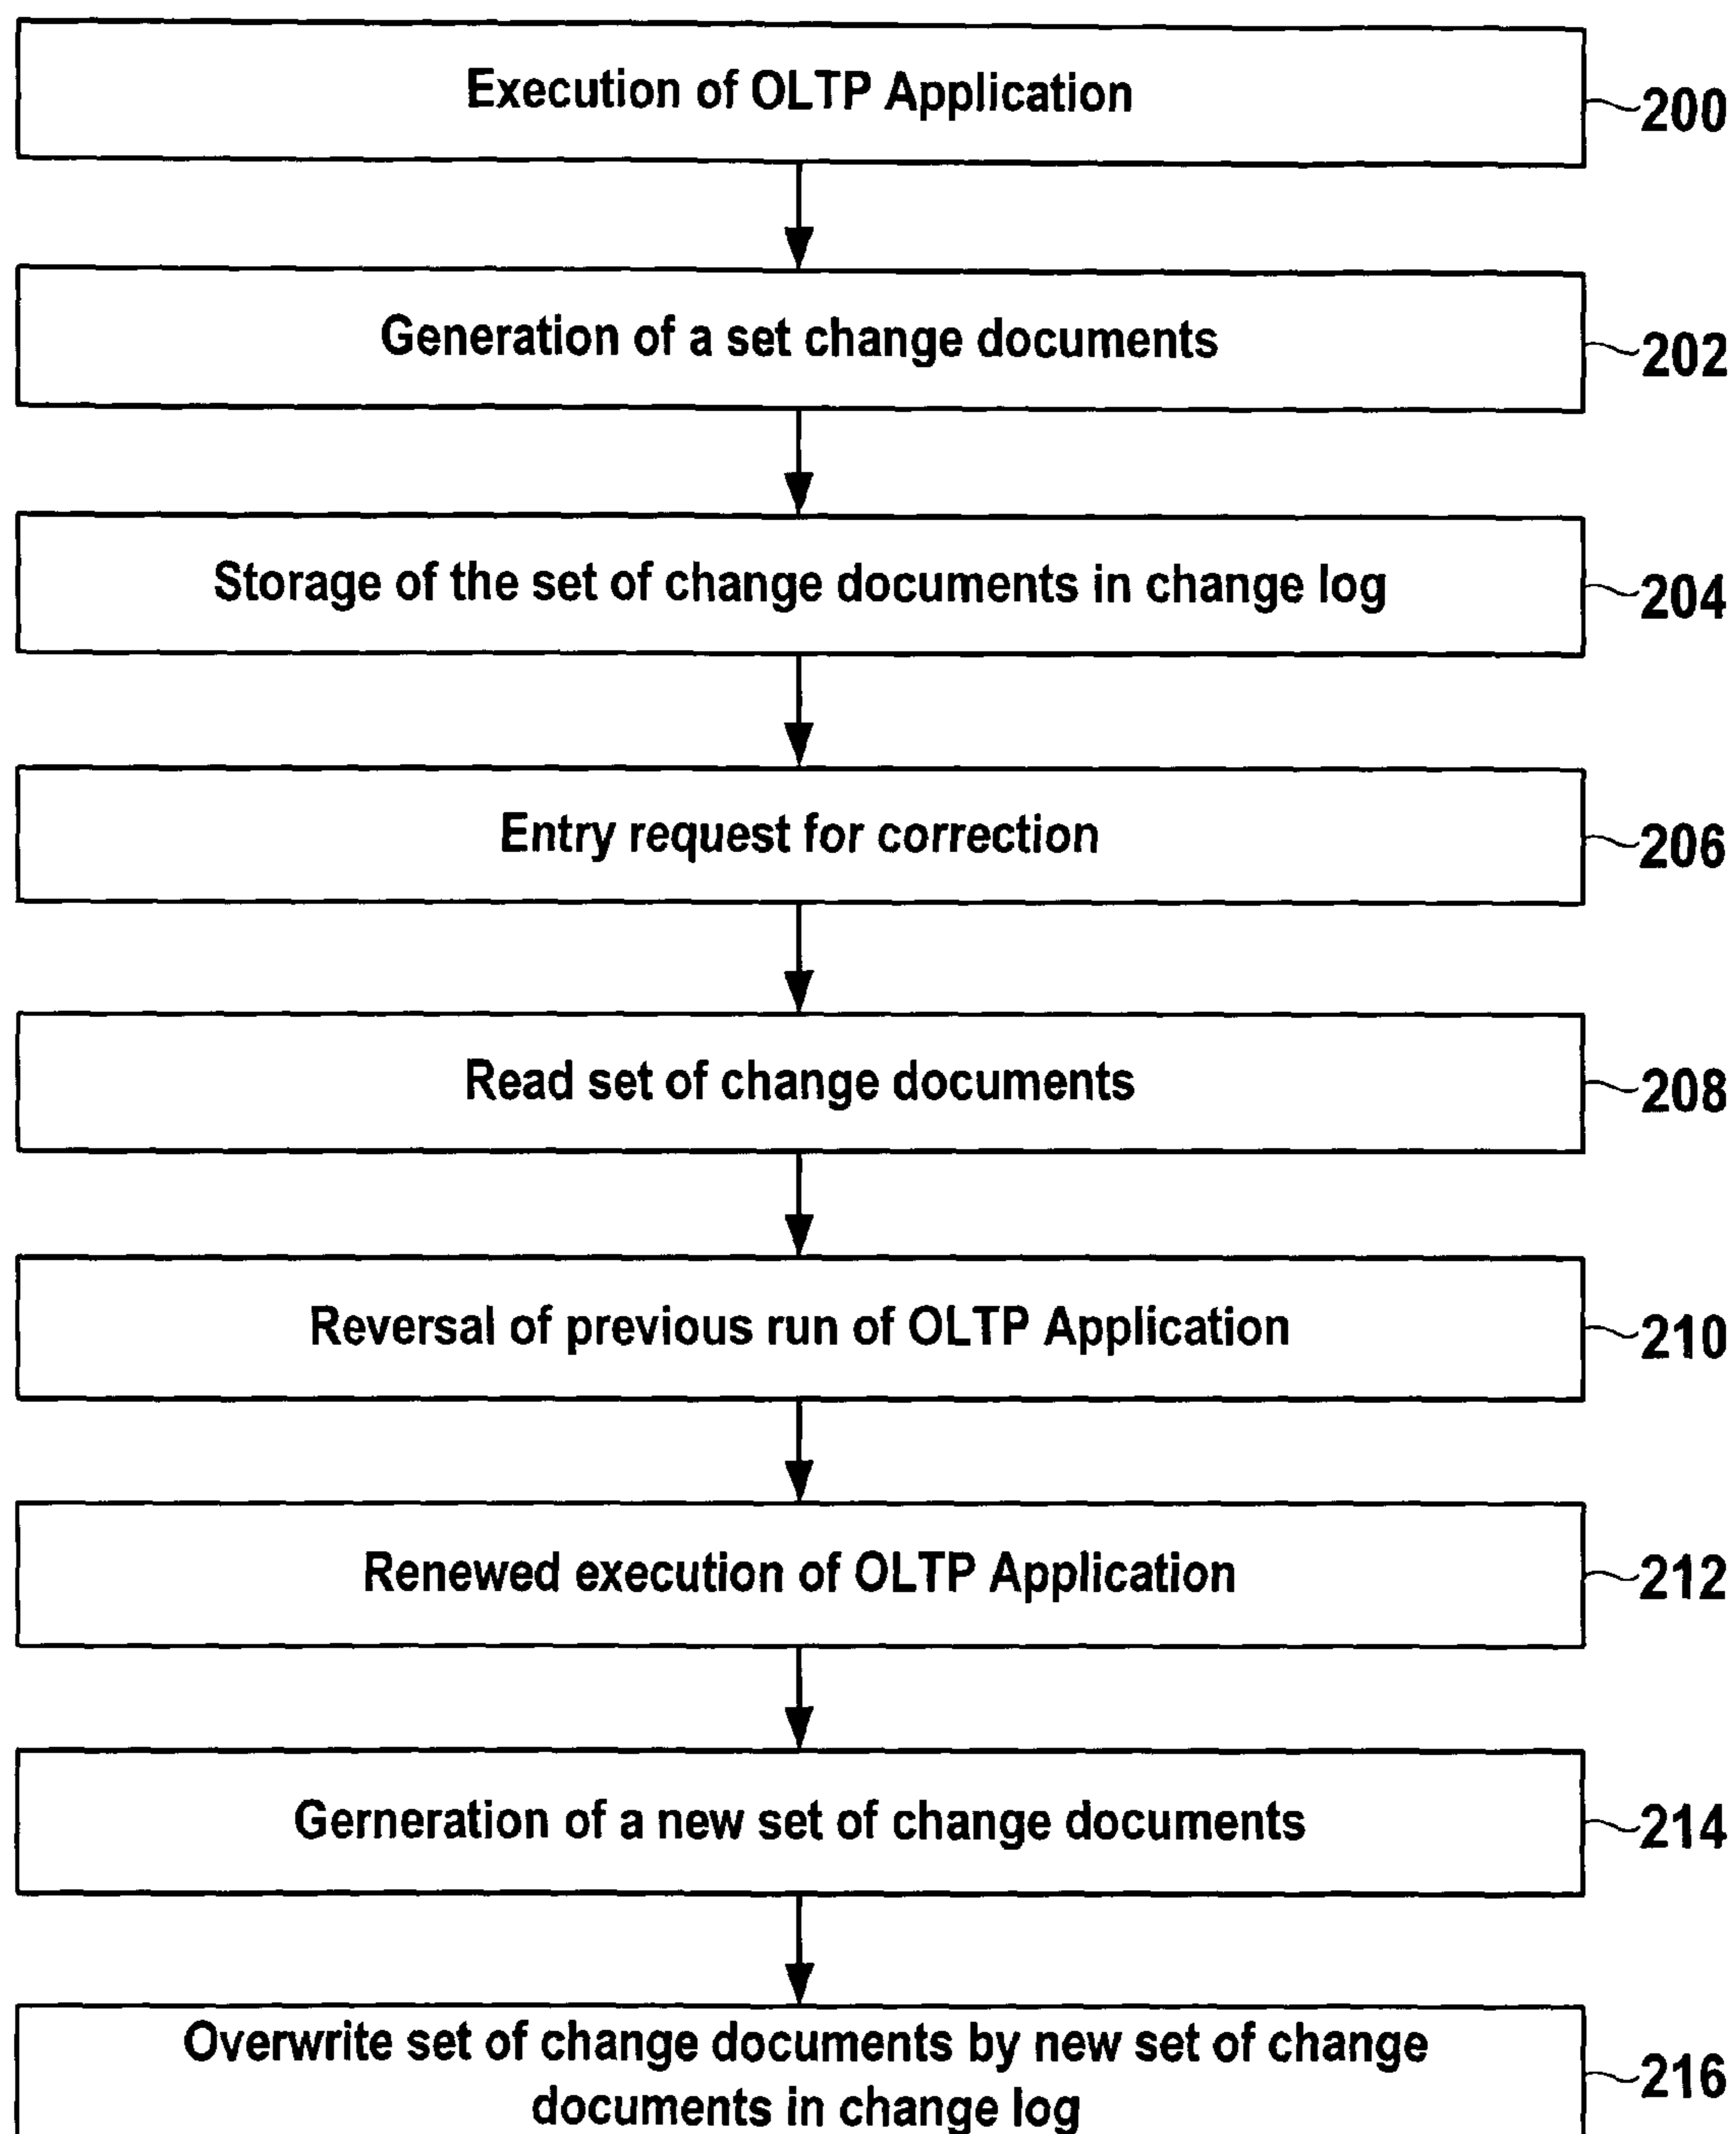 Execution of OLTP Application
200
Generation of a set change documents
202
Storage of the set of change documents in change log
204
Entry request for correction
206
Read set of change documents
208
Reversal of previous run of OLTP Application
210
Renewed execution of OLTP Application
212
Gerneration of a new set of change documents
214
Overwrite set of change documents by new set of change
documents in change log
216